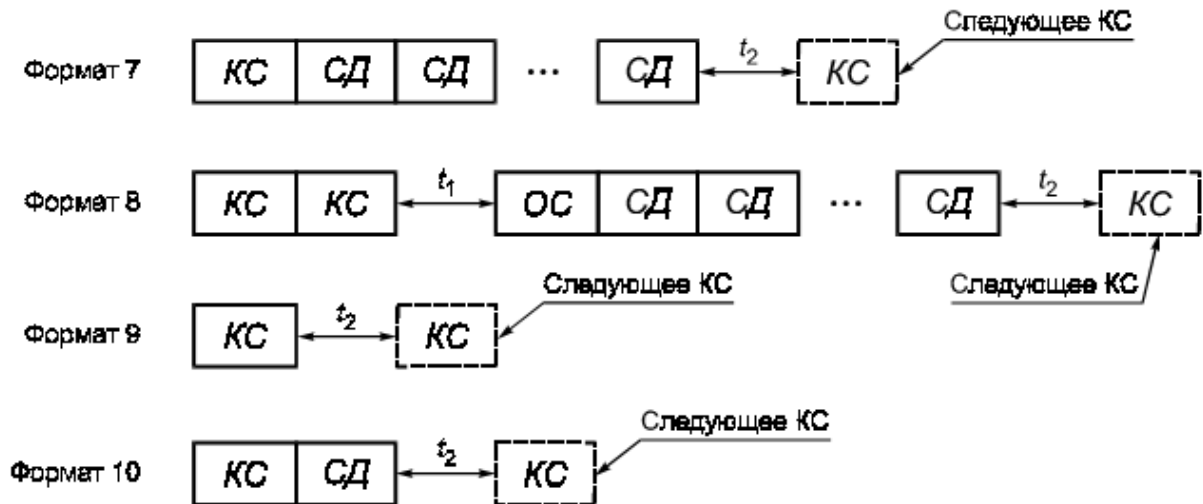 Следующее КС
Формат 7 КС СД СД ... СД t2 КС
Формат 8 КС КС t1 ОС СД СД ... СД t2 КС
Следующее КС Следующее КС
Формат 9 КС t2 КС
Следующее КС
Формат 10 КС СД t2 КС